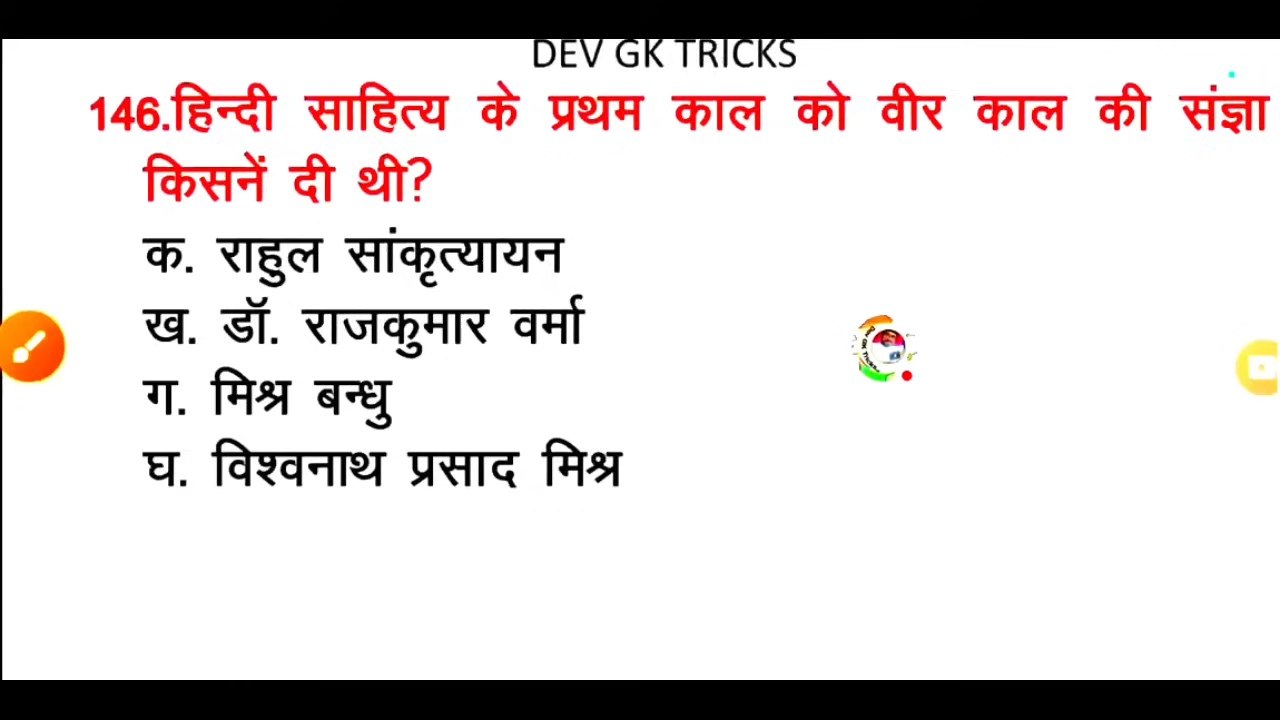 DEV GK TRICKS
146.हिन्दी साहित्य के प्रथम काल को वीर काल की संज्ञा
किसनें दी थी?
क. राहुल सांकृत्यायन
ख. डॉ. राजकुमार वर्मा
ग. मिश्र बन्धु
घ. विश्वनाथ प्रसाद मिश्र